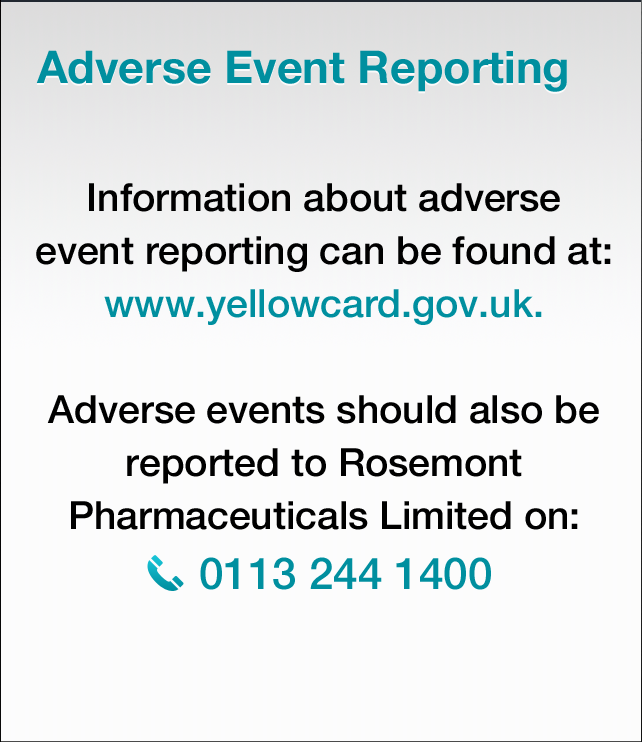 Adverse Event Reporting
Information about adverse
event reporting can be found at:
www.yellowcard.gov.uk.
Adverse events should also be
reported to Rosemont
Pharmaceuticals Limited on:
0113 244 1400